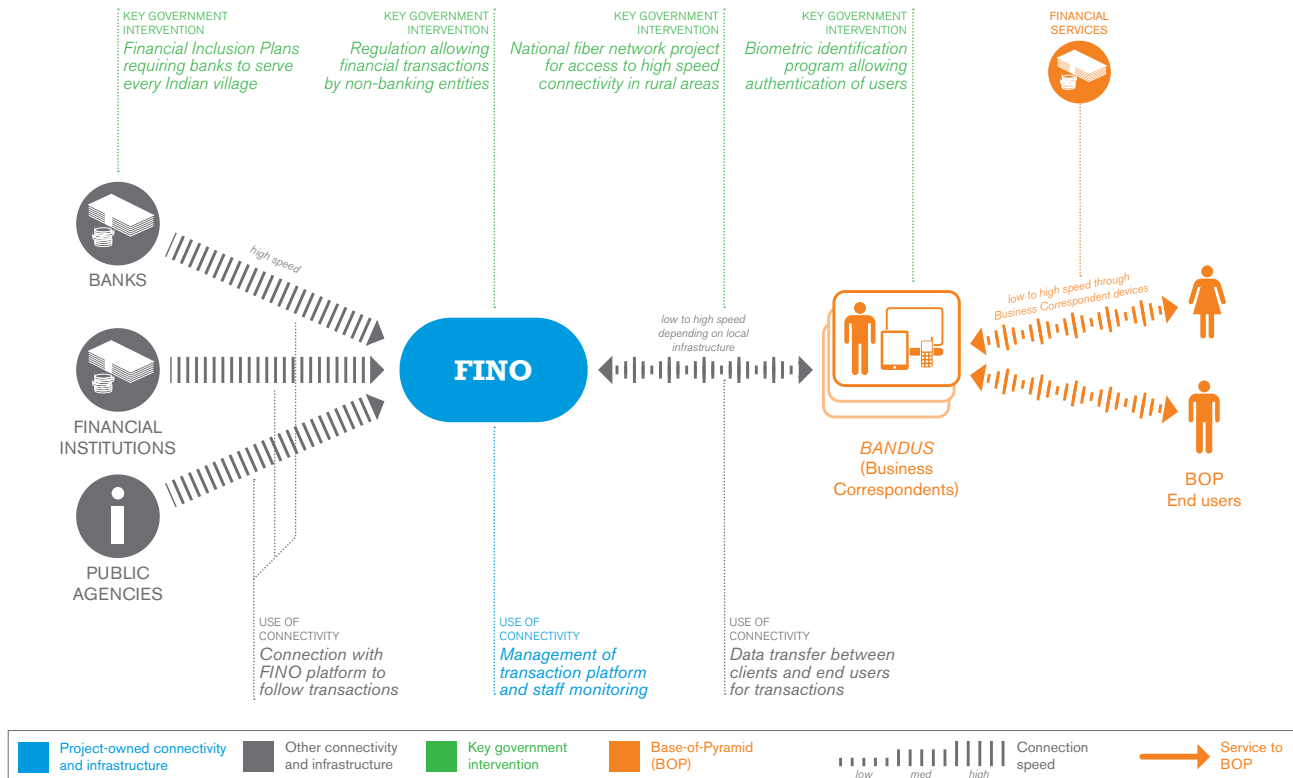 KEY GOVERNMENT
INTERVENTION
Financial Inclusion Plans
requiring banks to serve
every Indian village
KEY GOVERNMENT
INTERVENTION
Regulation allowing
financial transactions
by non-banking entities
KEY GOVERNMENT
INTERVENTION
National fiber network project
for access to high speed
connectivity in rural areas
KEY GOVERNMENT
INTERVENTION
Biometric identification
program allowing
authentication of users
FINANCIAL
SERVICES
BANKS
high speed
FINANCIAL
INSTITUTIONS
PUBLIC
AGENCIES
FINO
low to high speed
depending on local
infrastructure
BANDUS
(Business
Correspondents)
low to high speed through
Business Correspondent devices
BOP
End users
USE OF
CONNECTIVITY
Connection with
FINO platform to
follow transactions
USE OF
CONNECTIVITY
Management of
transaction platform
and staff monitoring
USE OF
CONNECTIVITY
Data transfer between
clients and end users
for transactions
Project-owned connectivity
and infrastructure
Other connectivity
and infrastructure
Key government
intervention
Base-of-Pyramid
(BOP)
low med high
Connection
speed
Service to
BOP